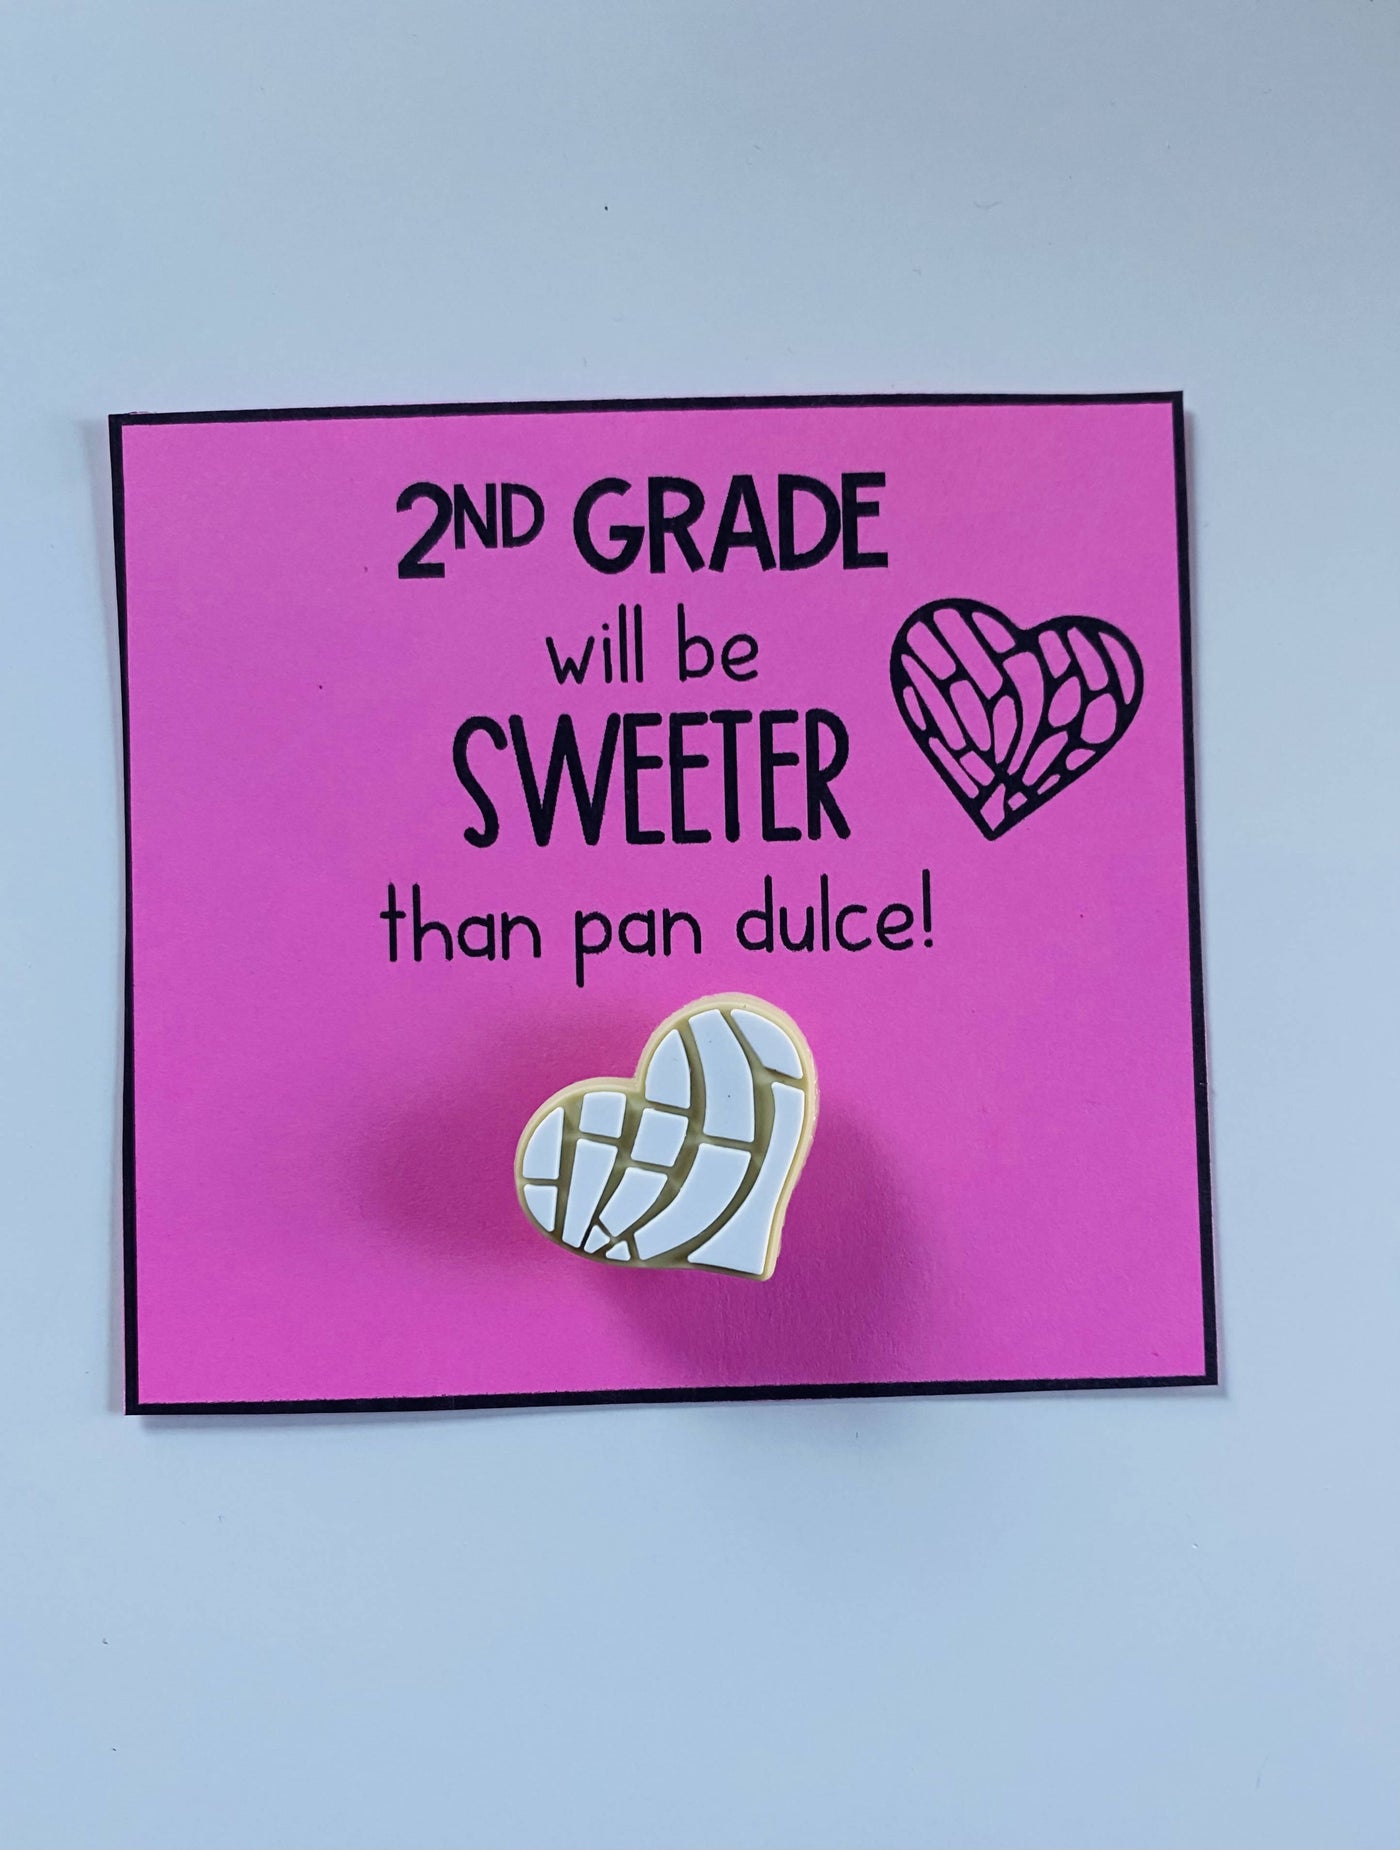 2ND GRADE
will be
SWEETER
than pan dulce!